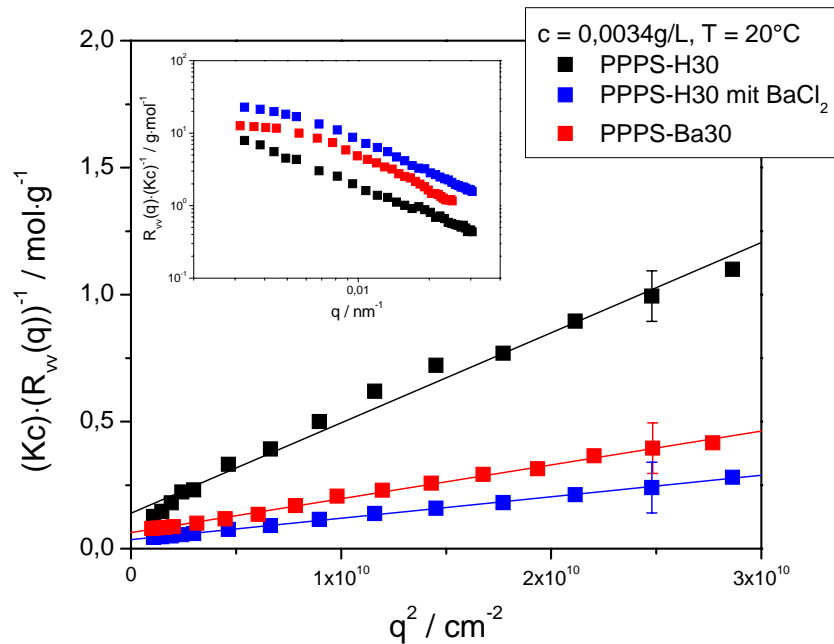 c = 0,0034g/L, T = 20°C
PPPS-H30
PPPS-H30 mit BaCl₂
PPPS-Ba30
2,0
1,5
1,0
0,5
0,0
(Kc)·(R_vv(q))⁻¹ / mol·g⁻¹
0
1x10¹⁰
2x10¹⁰
3x10¹⁰
q² / cm⁻²
10²
10¹
10⁰
10⁻¹
R_vv(q)·(Kc)⁻¹ / g·mol⁻¹
0,01
q / nm⁻¹